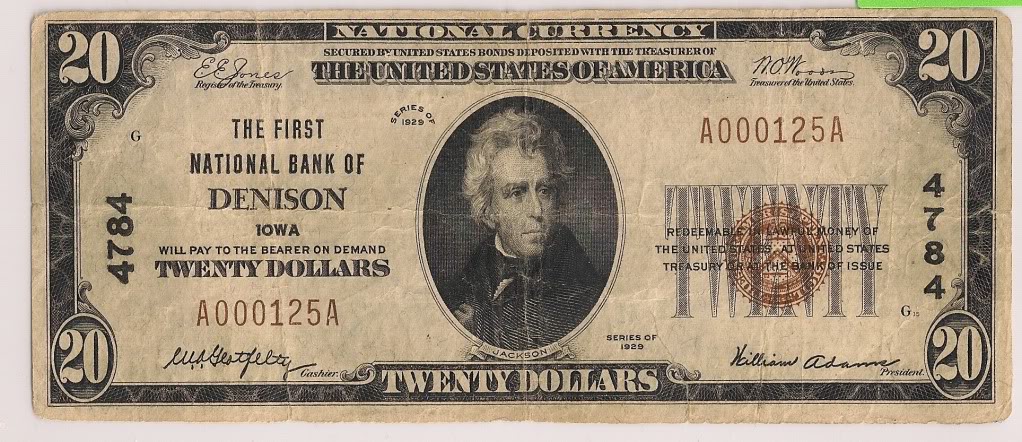 NATIONAL CURRENCY
SECURED BY UNITED STATES BONDS DEPOSITED WITH THE TREASURER OF
THE UNITED STATES OF AMERICA
20
20
E.E. Jones
Register of the Treasury.
W.O. Woods
Treasurer of the United States.
SERIES OF
1929
G
THE FIRST
NATIONAL BANK OF
DENISON
IOWA
WILL PAY TO THE BEARER ON DEMAND
TWENTY DOLLARS
A000125A
4784
A000125A
TWENTY
REDEEMABLE IN LAWFUL MONEY OF
THE UNITED STATES AT UNITED STATES
TREASURY OR AT THE BANK OF ISSUE
4784
G
SERIES OF
1929
JACKSON
20
Cashier.
TWENTY DOLLARS
William Adams
President.
20